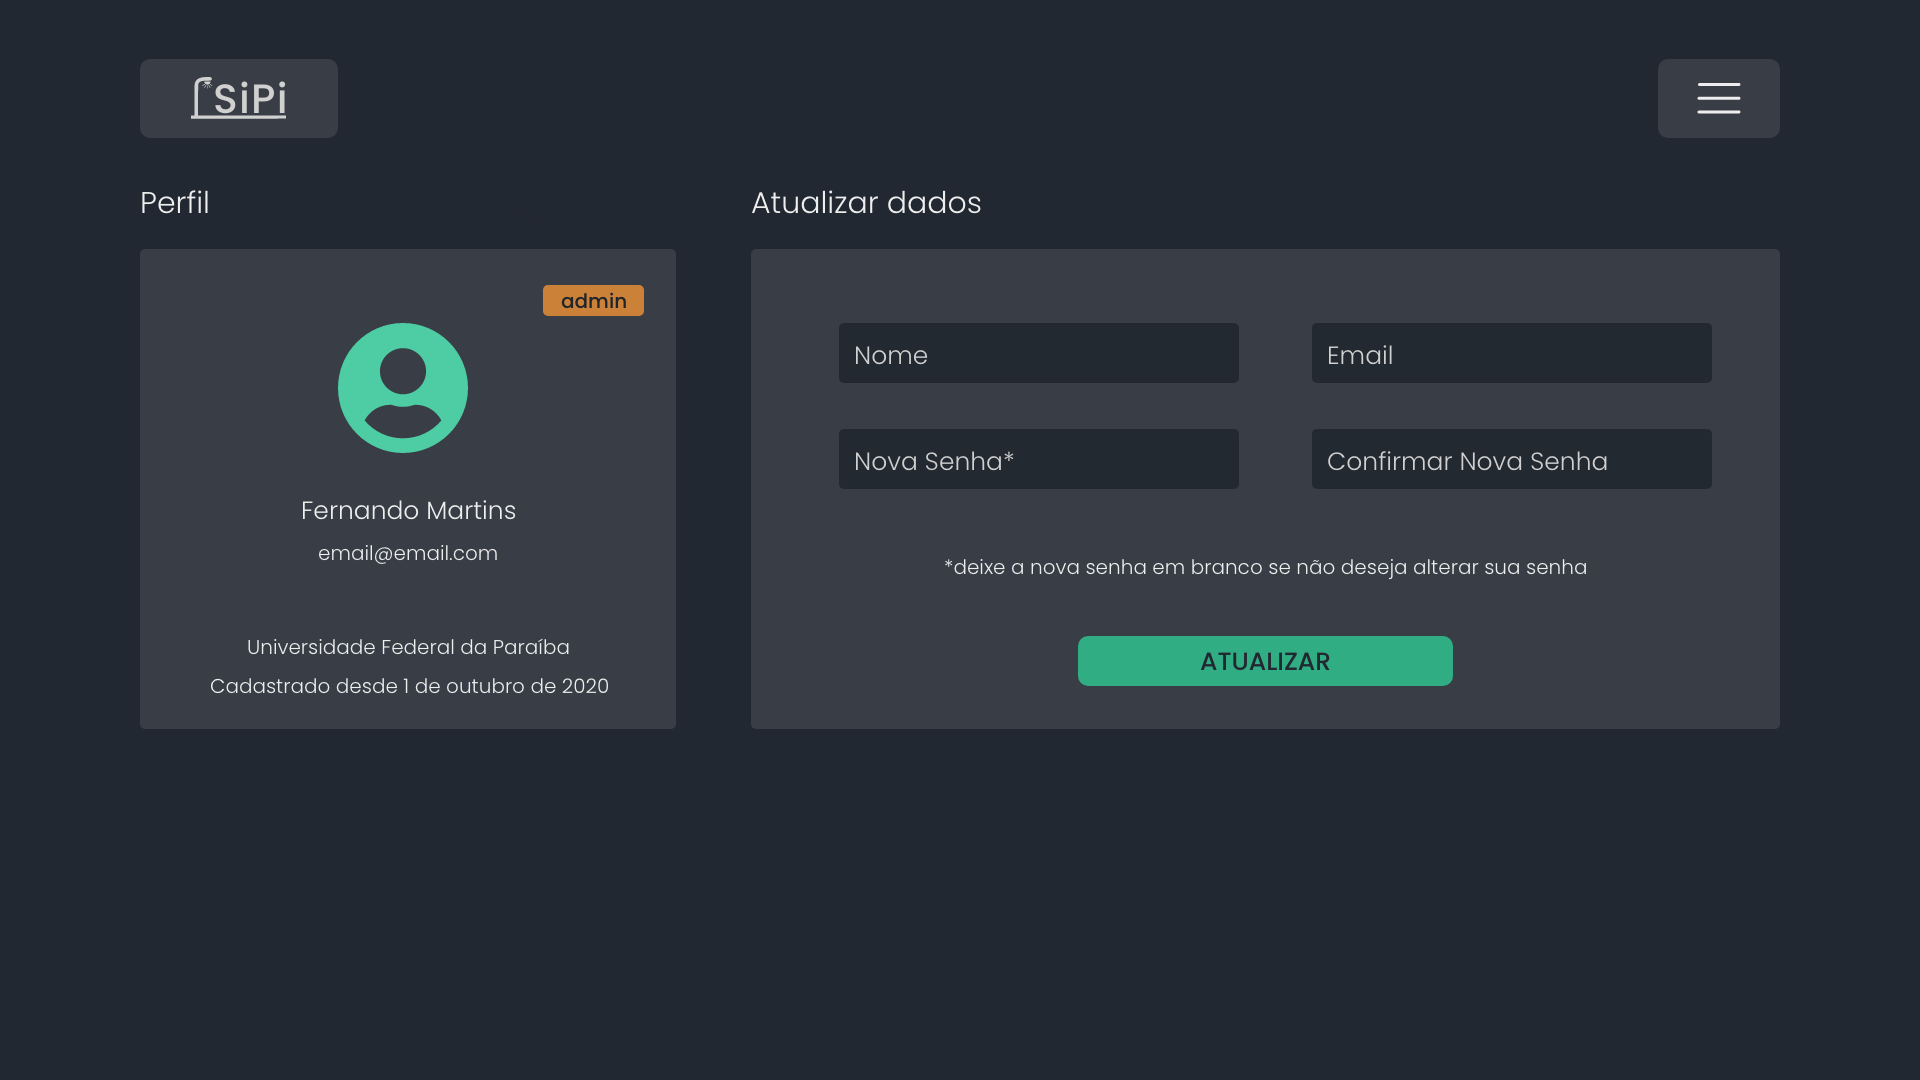 SiPi
Perfil
admin
Fernando Martins
email@email.com
Universidade Federal da Paraíba
Cadastrado desde 1 de outubro de 2020
Atualizar dados
Nome
Email
Nova Senha*
Confirmar Nova Senha
*deixe a nova senha em branco se não deseja alterar sua senha
ATUALIZAR